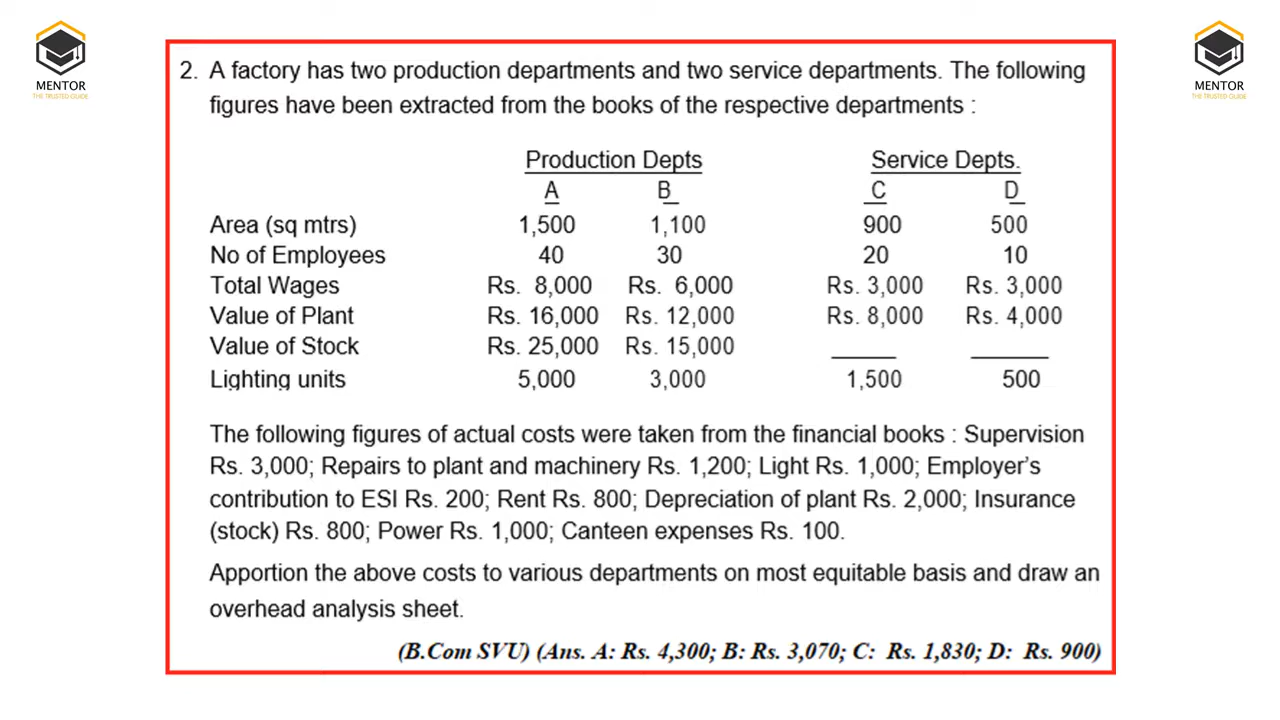 MENTOR
THE TRUSTED GUIDE
MENTOR
THE TRUSTED GUIDE
2. A factory has two production departments and two service departments. The following
figures have been extracted from the books of the respective departments :
Production Depts Service Depts.
A B C D
Area (sq mtrs) 1,500 1,100 900 500
No of Employees 40 30 20 10
Total Wages Rs. 8,000 Rs. 6,000 Rs. 3,000 Rs. 3,000
Value of Plant Rs. 16,000 Rs. 12,000 Rs. 8,000 Rs. 4,000
Value of Stock Rs. 25,000 Rs. 15,000 ____ ____
Lighting units 5,000 3,000 1,500 500
The following figures of actual costs were taken from the financial books : Supervision
Rs. 3,000; Repairs to plant and machinery Rs. 1,200; Light Rs. 1,000; Employer's
contribution to ESI Rs. 200; Rent Rs. 800; Depreciation of plant Rs. 2,000; Insurance
(stock) Rs. 800; Power Rs. 1,000; Canteen expenses Rs. 100.
Apportion the above costs to various departments on most equitable basis and draw an
overhead analysis sheet.
(B.Com SVU) (Ans. A: Rs. 4,300; B: Rs. 3,070; C: Rs. 1,830; D: Rs. 900)